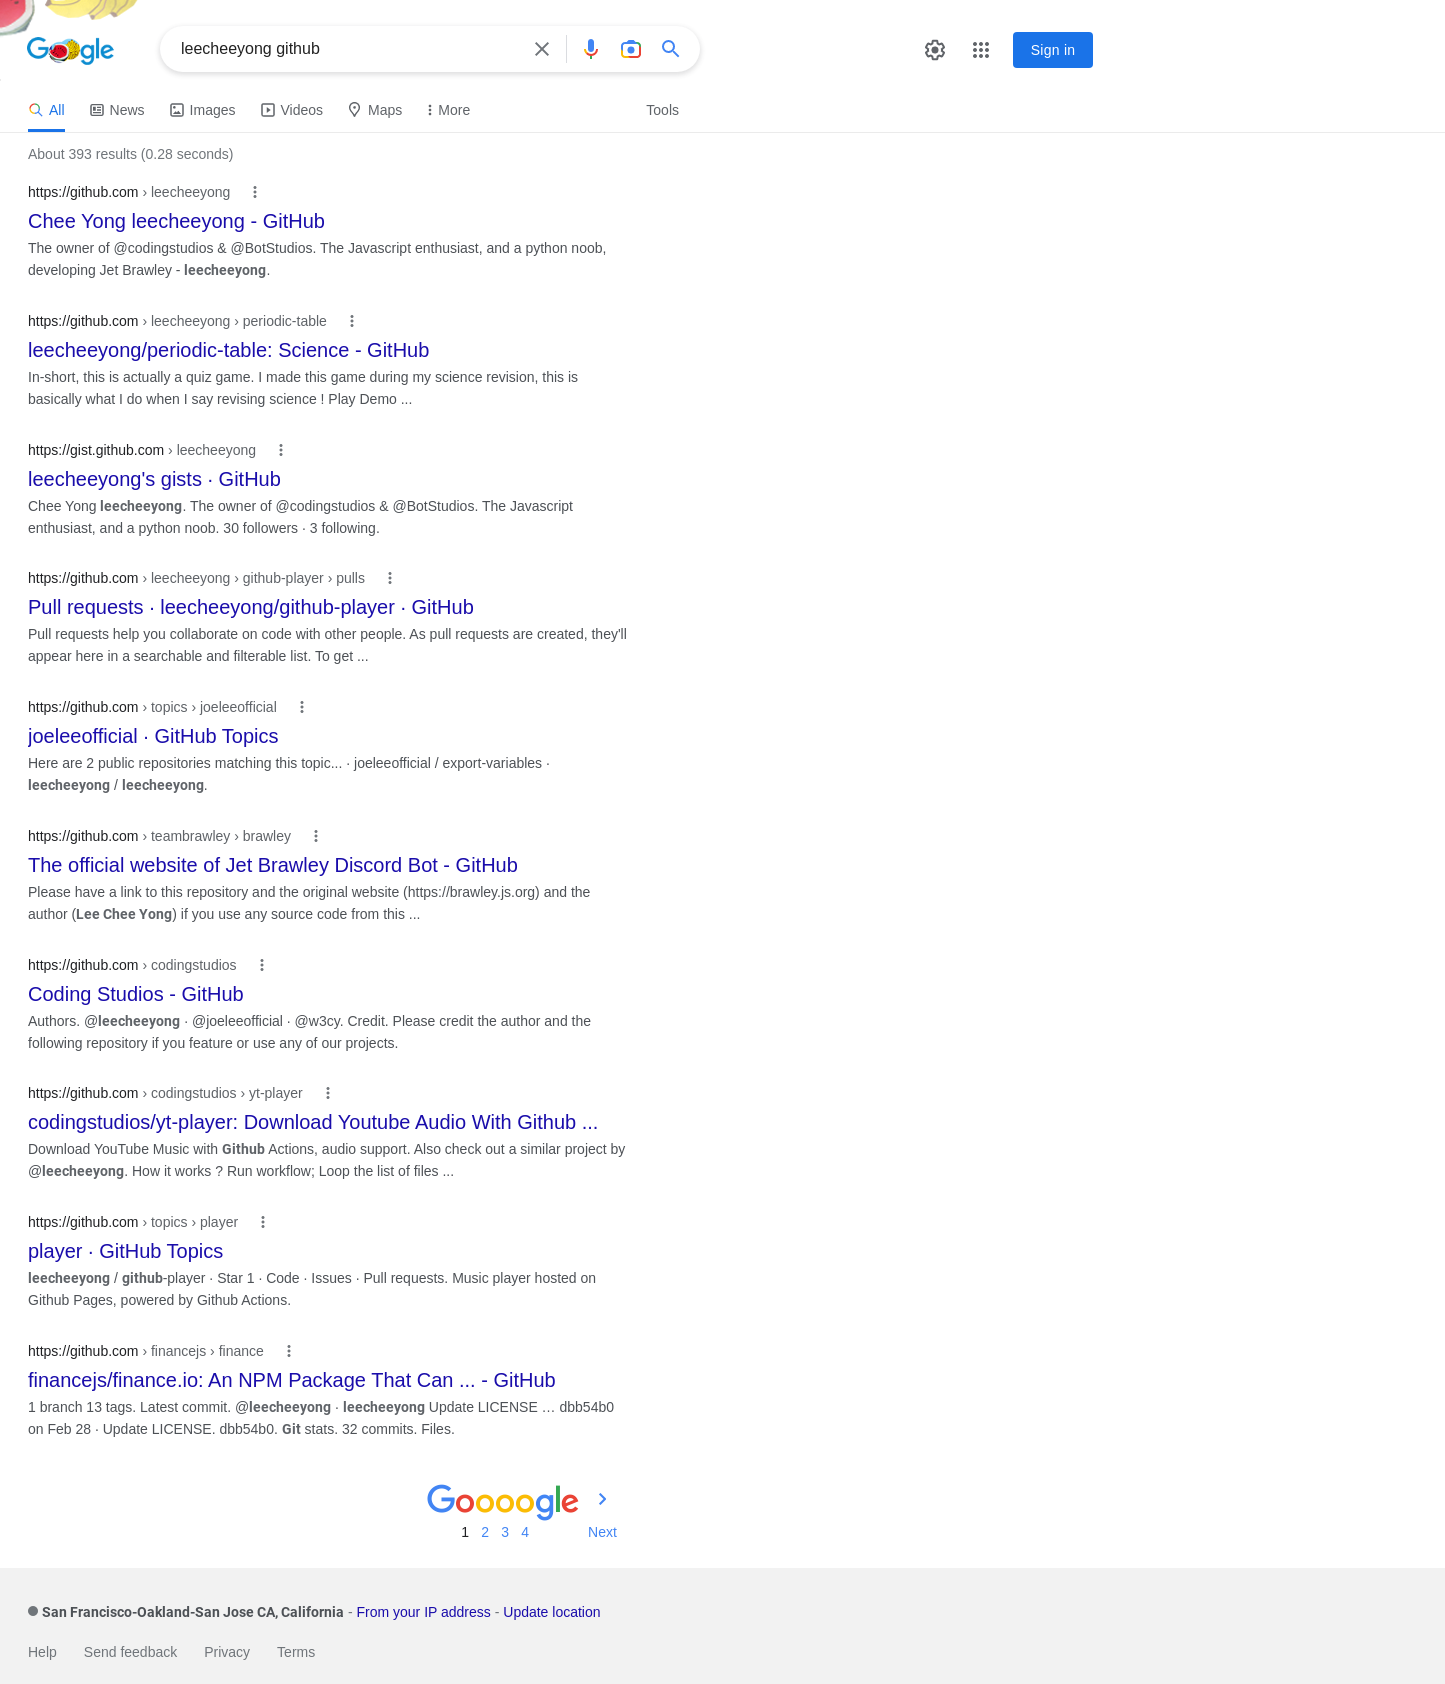 Google
leecheeyong github
Sign in
All News Images Videos Maps More Tools
About 393 results (0.28 seconds)
https://github.com › leecheeyong
Chee Yong leecheeyong - GitHub
The owner of @codingstudios & @BotStudios. The Javascript enthusiast, and a python noob,
developing Jet Brawley - leecheeyong.
https://github.com › leecheeyong › periodic-table
leecheeyong/periodic-table: Science - GitHub
In-short, this is actually a quiz game. I made this game during my science revision, this is
basically what I do when I say revising science ! Play Demo ...
https://gist.github.com › leecheeyong
leecheeyong's gists · GitHub
Chee Yong leecheeyong. The owner of @codingstudios & @BotStudios. The Javascript
enthusiast, and a python noob. 30 followers · 3 following.
https://github.com › leecheeyong › github-player › pulls
Pull requests · leecheeyong/github-player · GitHub
Pull requests help you collaborate on code with other people. As pull requests are created, they'll
appear here in a searchable and filterable list. To get ...
https://github.com › topics › joeleeofficial
joeleeofficial · GitHub Topics
Here are 2 public repositories matching this topic... · joeleeofficial / export-variables ·
leecheeyong / leecheeyong.
https://github.com › teambrawley › brawley
The official website of Jet Brawley Discord Bot - GitHub
Please have a link to this repository and the original website (https://brawley.js.org) and the
author (Lee Chee Yong) if you use any source code from this ...
https://github.com › codingstudios
Coding Studios - GitHub
Authors. @leecheeyong · @joeleeofficial · @w3cy. Credit. Please credit the author and the
following repository if you feature or use any of our projects.
https://github.com › codingstudios › yt-player
codingstudios/yt-player: Download Youtube Audio With Github ...
Download YouTube Music with Github Actions, audio support. Also check out a similar project by
@leecheeyong. How it works ? Run workflow; Loop the list of files ...
https://github.com › topics › player
player · GitHub Topics
leecheeyong / github-player · Star 1 · Code · Issues · Pull requests. Music player hosted on
Github Pages, powered by Github Actions.
https://github.com › financejs › finance
financejs/finance.io: An NPM Package That Can ... - GitHub
1 branch 13 tags. Latest commit. @leecheeyong · leecheeyong Update LICENSE … dbb54b0
on Feb 28 · Update LICENSE. dbb54b0. Git stats. 32 commits. Files.
Goooogle
1 2 3 4 Next
San Francisco-Oakland-San Jose CA, California - From your IP address - Update location
Help Send feedback Privacy Terms